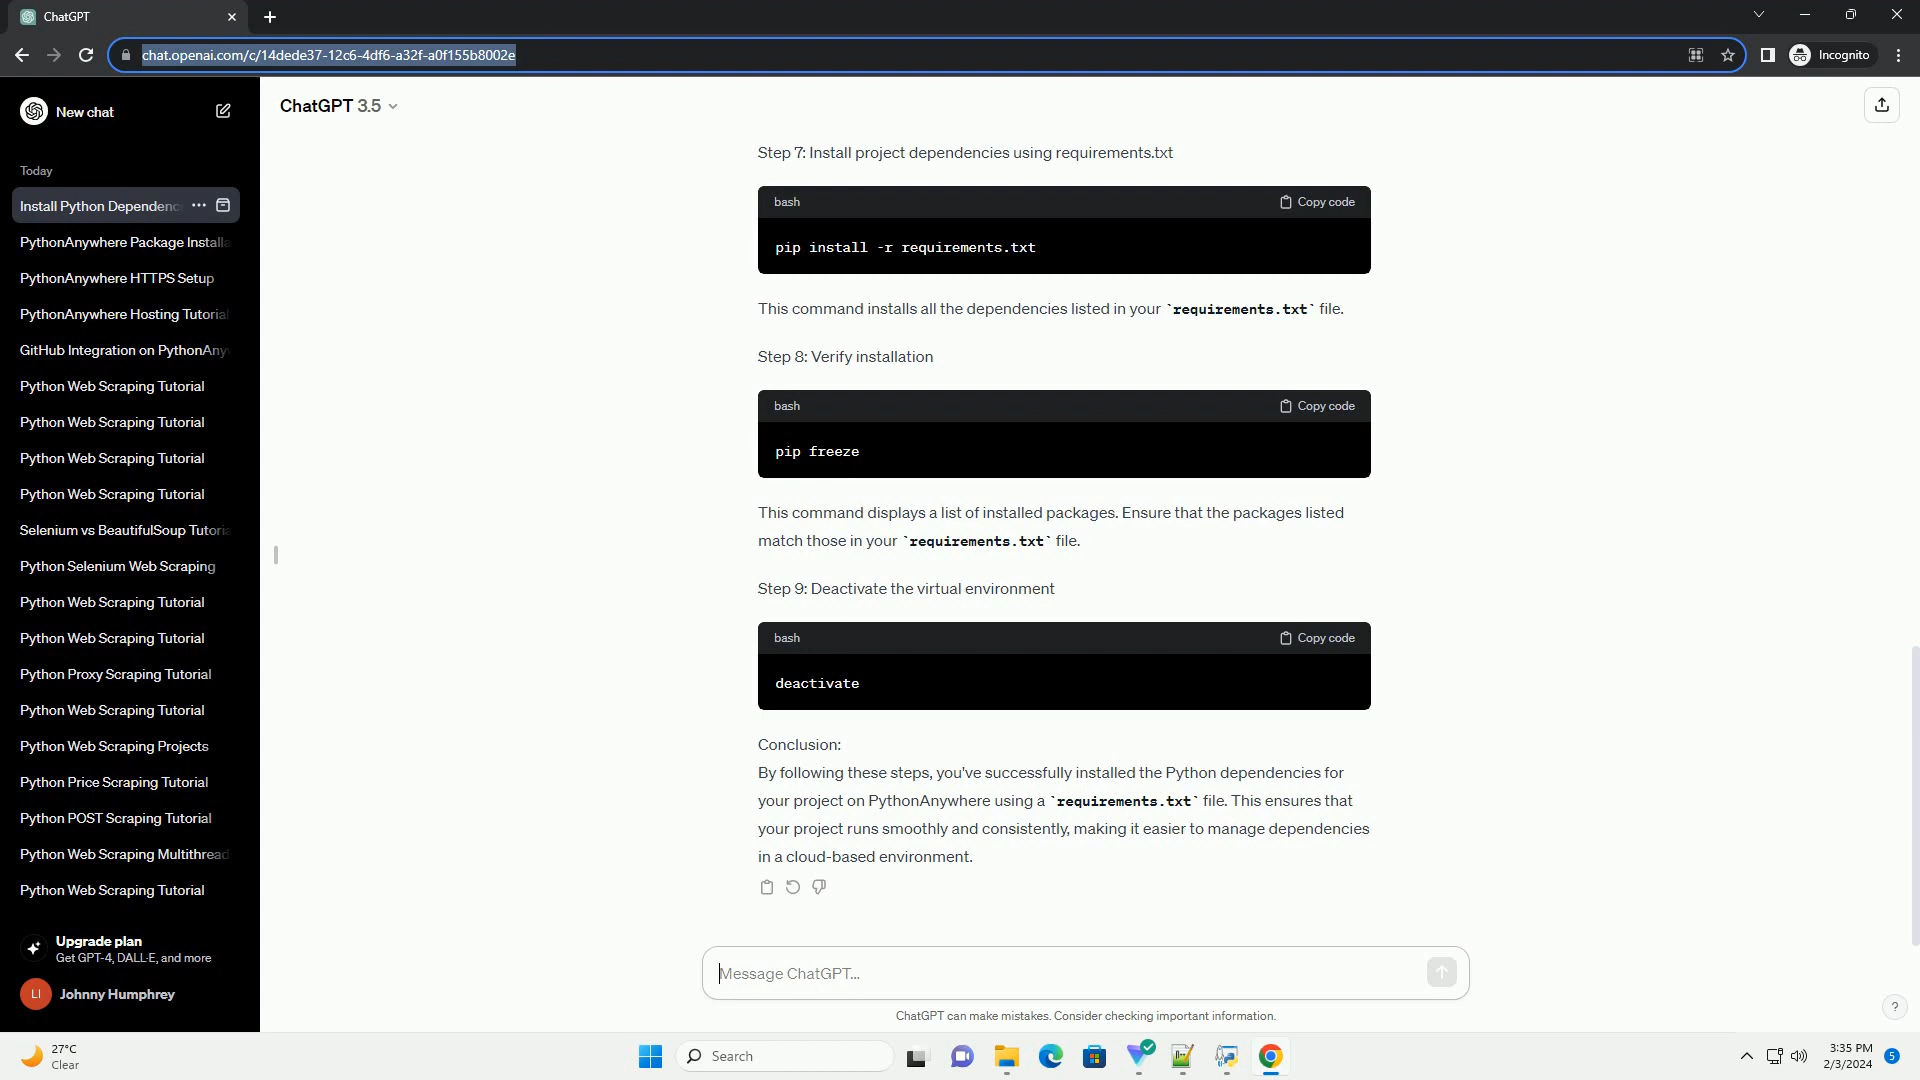 ChatGPT
chat.openai.com/c/14dede37-12c6-4df6-a32f-a0f155b8002e
Incognito
New chat
Today
Install Python Dependenc
PythonAnywhere Package Installa
PythonAnywhere HTTPS Setup
PythonAnywhere Hosting Tutorial
GitHub Integration on PythonAnyw
Python Web Scraping Tutorial
Python Web Scraping Tutorial
Python Web Scraping Tutorial
Python Web Scraping Tutorial
Selenium vs BeautifulSoup Tutoria
Python Selenium Web Scraping
Python Web Scraping Tutorial
Python Web Scraping Tutorial
Python Proxy Scraping Tutorial
Python Web Scraping Tutorial
Python Web Scraping Projects
Python Price Scraping Tutorial
Python POST Scraping Tutorial
Python Web Scraping Multithread
Python Web Scraping Tutorial
Upgrade plan
Get GPT-4, DALL·E, and more
LI
Johnny Humphrey
ChatGPT 3.5
Step 7: Install project dependencies using requirements.txt
bash
Copy code
pip install -r requirements.txt
This command installs all the dependencies listed in your `requirements.txt` file.
Step 8: Verify installation
bash
Copy code
pip freeze
This command displays a list of installed packages. Ensure that the packages listed
match those in your `requirements.txt` file.
Step 9: Deactivate the virtual environment
bash
Copy code
deactivate
Conclusion:
By following these steps, you've successfully installed the Python dependencies for
your project on PythonAnywhere using a `requirements.txt` file. This ensures that
your project runs smoothly and consistently, making it easier to manage dependencies
in a cloud-based environment.
Message ChatGPT...
ChatGPT can make mistakes. Consider checking important information.
?
27°C
Clear
Search
3:35 PM
2/3/2024
5